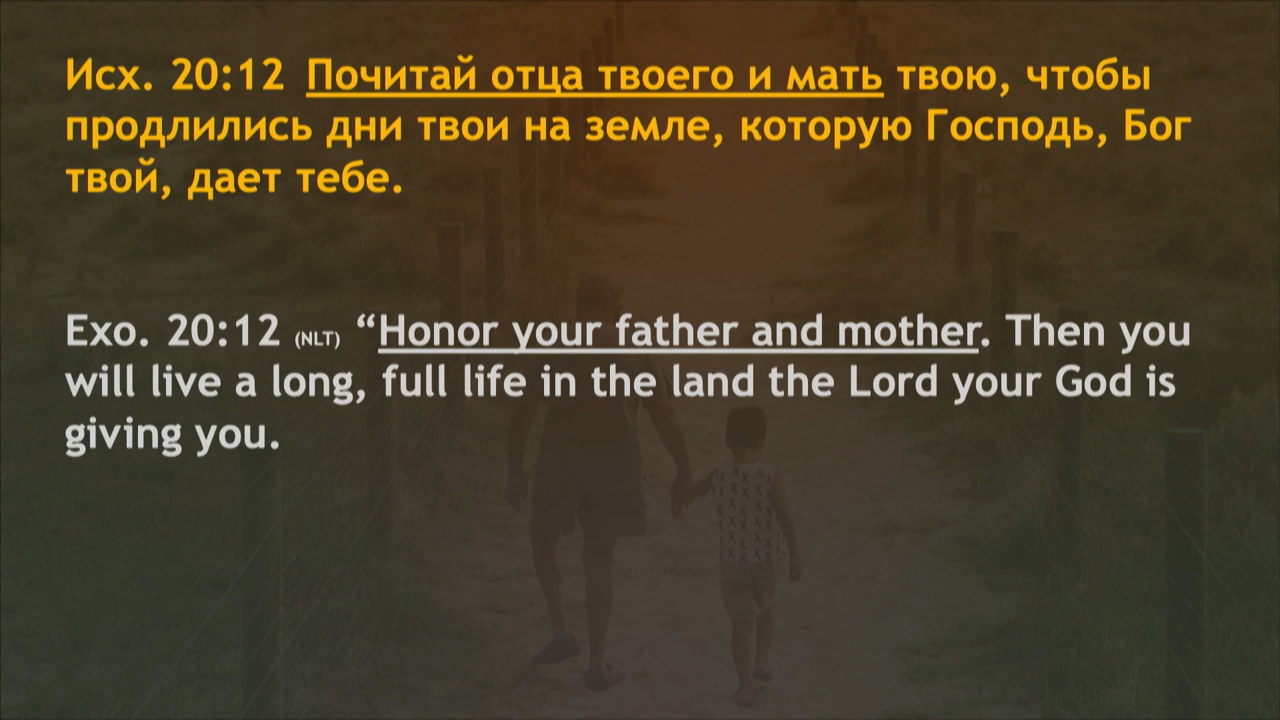 Исх. 20:12 Почитай отца твоего и мать твою, чтобы
продлились дни твои на земле, которую Господь, Бог
твой, дает тебе.
Exo. 20:12 (NLT) “Honor your father and mother. Then you
will live a long, full life in the land the Lord your God is
giving you.